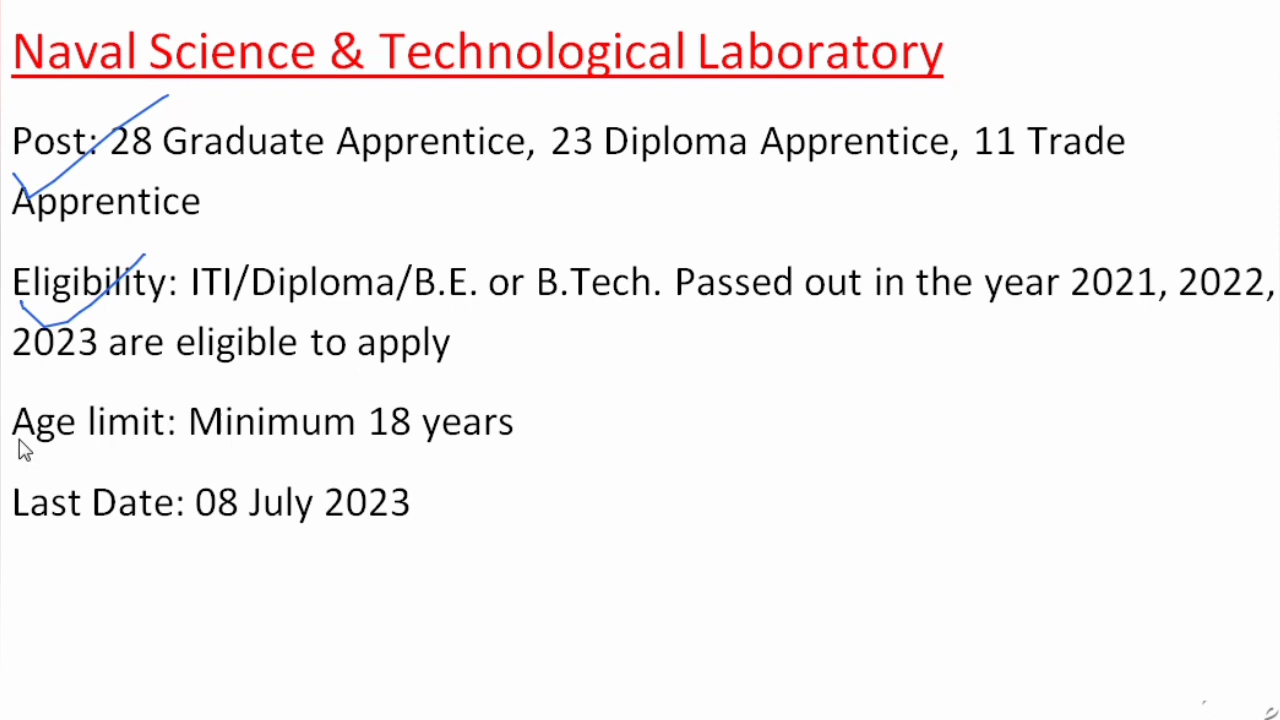 Naval Science & Technological Laboratory
Post: 28 Graduate Apprentice, 23 Diploma Apprentice, 11 Trade
Apprentice
Eligibility: ITI/Diploma/B.E. or B.Tech. Passed out in the year 2021, 2022,
2023 are eligible to apply
Age limit: Minimum 18 years
Last Date: 08 July 2023